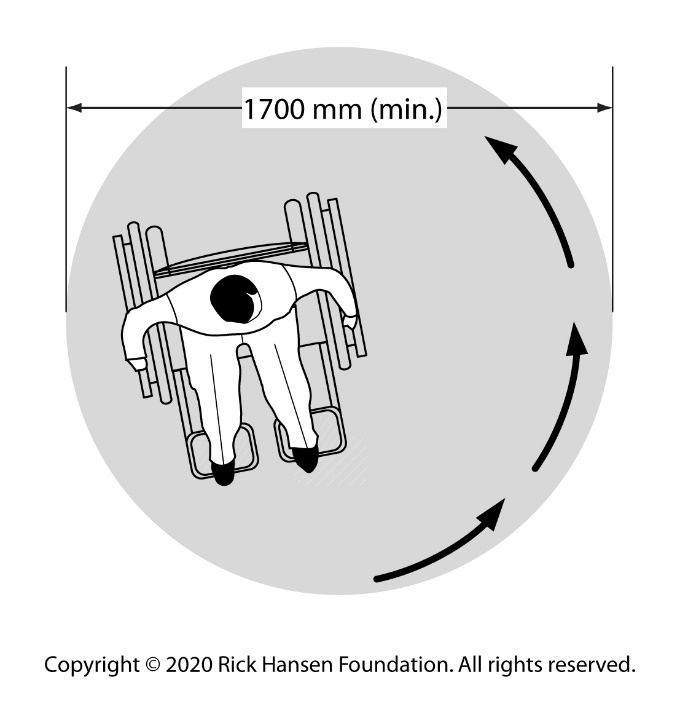 1700 mm (min.)
Copyright © 2020 Rick Hansen Foundation. All rights reserved.